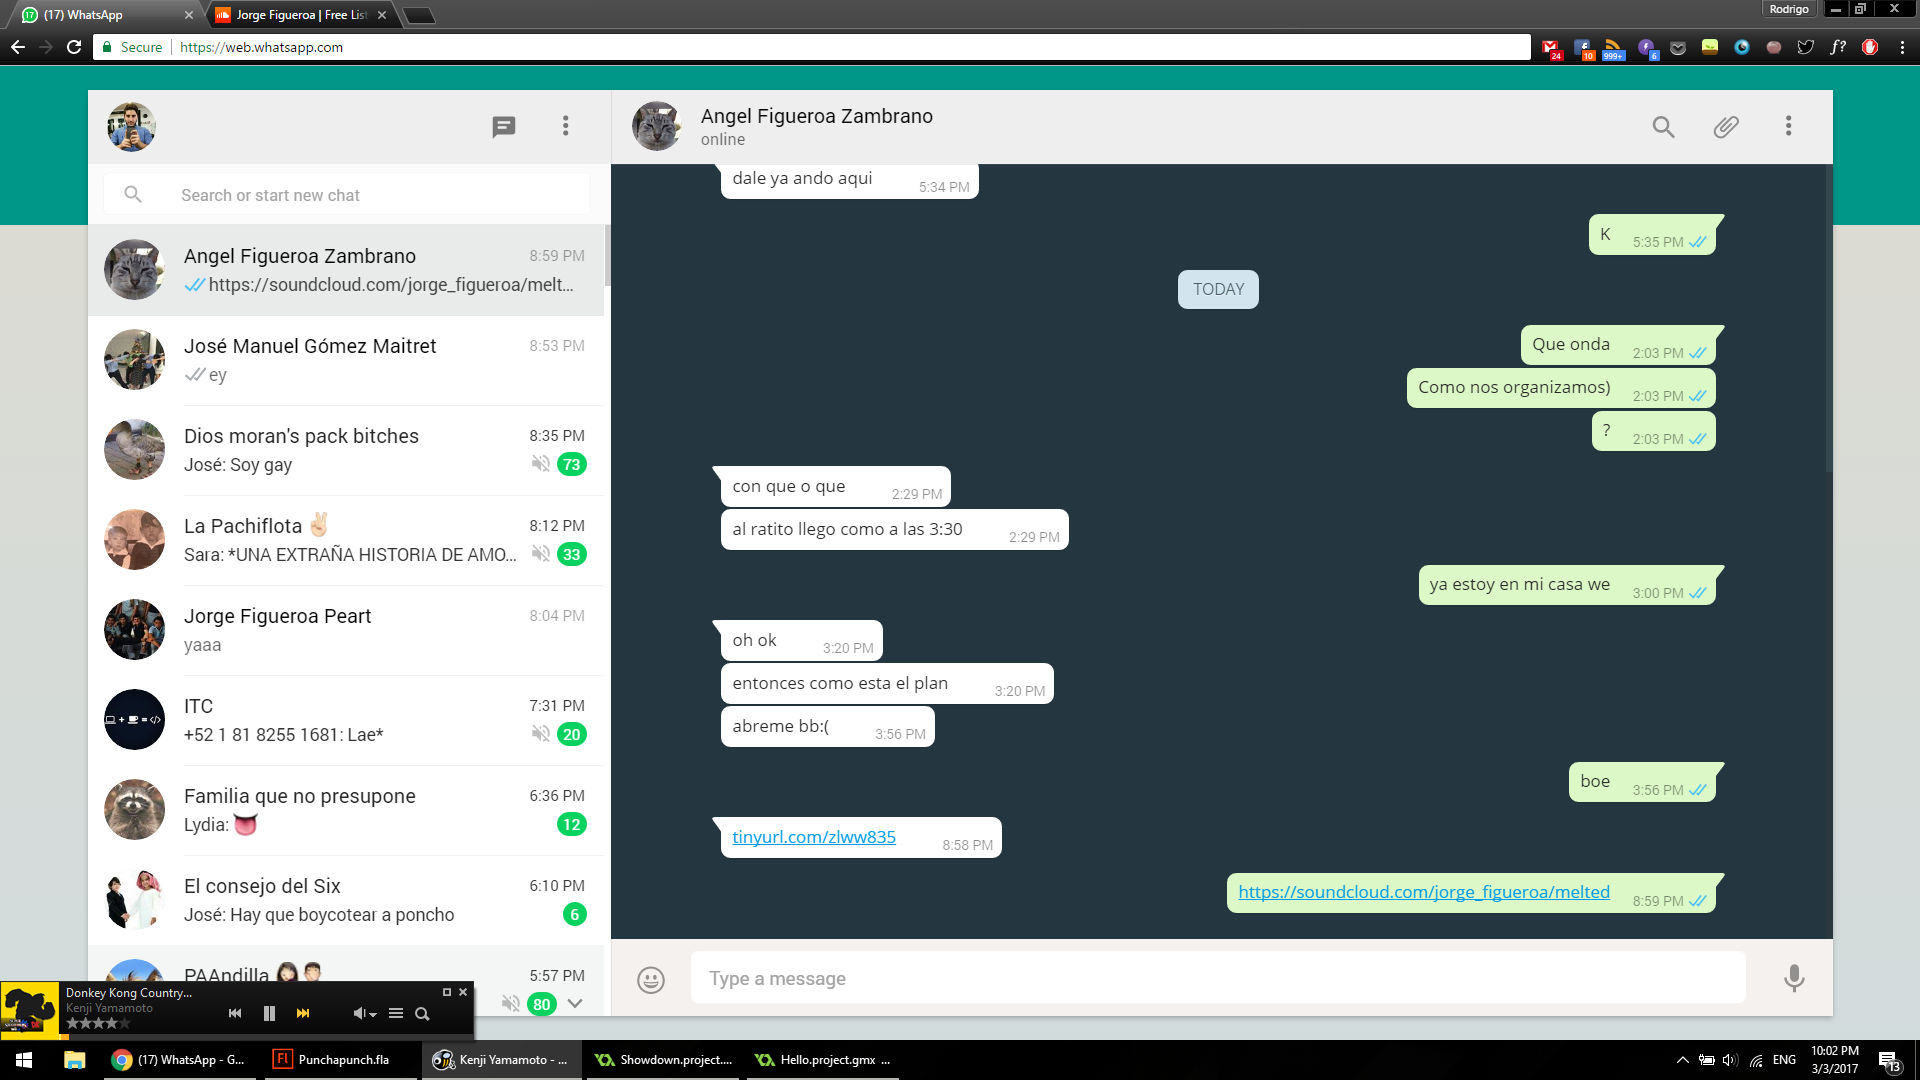 (17) WhatsApp
Jorge Figueroa | Free List
Rodrigo
Secure
https://web.whatsapp.com
24
10
999+
6
f?
Search or start new chat
Angel Figueroa Zambrano
8:59 PM
https://soundcloud.com/jorge_figueroa/melt...
José Manuel Gómez Maitret
8:53 PM
ey
Dios moran's pack bitches
8:35 PM
José: Soy gay
73
La Pachiflota ✌🏻
8:12 PM
Sara: *UNA EXTRAÑA HISTORIA DE AMO...
33
Jorge Figueroa Peart
8:04 PM
yaaa
ITC
7:31 PM
+52 1 81 8255 1681: Lae*
20
Familia que no presupone
6:36 PM
Lydia: 👅
12
El consejo del Six
6:10 PM
José: Hay que boycotear a poncho
6
PAAndilla
5:57 PM
80
Angel Figueroa Zambrano
online
dale ya ando aqui
5:34 PM
K
5:35 PM
TODAY
Que onda
2:03 PM
Como nos organizamos)
2:03 PM
?
2:03 PM
con que o que
2:29 PM
al ratito llego como a las 3:30
2:29 PM
ya estoy en mi casa we
3:00 PM
oh ok
3:20 PM
entonces como esta el plan
3:20 PM
abreme bb:(
3:56 PM
boe
3:56 PM
tinyurl.com/zlww835
8:58 PM
https://soundcloud.com/jorge_figueroa/melted
8:59 PM
Type a message
Donkey Kong Country...
Kenji Yamamoto
(17) WhatsApp - G...
Punchapunch.fla
Kenji Yamamoto - ...
Showdown.project....
Hello.project.gmx ...
ENG
10:02 PM
3/3/2017
13